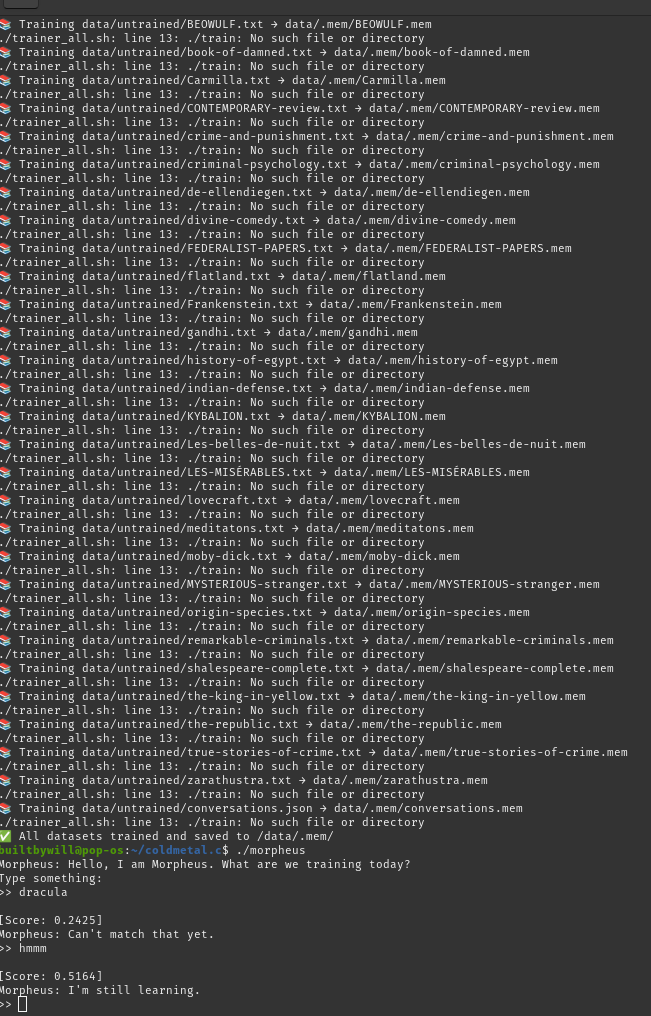 📚 Training data/untrained/BEOWULF.txt → data/.mem/BEOWULF.mem
./trainer_all.sh: line 13: ./train: No such file or directory
📚 Training data/untrained/book-of-damned.txt → data/.mem/book-of-damned.mem
./trainer_all.sh: line 13: ./train: No such file or directory
📚 Training data/untrained/Carmilla.txt → data/.mem/Carmilla.mem
./trainer_all.sh: line 13: ./train: No such file or directory
📚 Training data/untrained/CONTEMPORARY-review.txt → data/.mem/CONTEMPORARY-review.mem
./trainer_all.sh: line 13: ./train: No such file or directory
📚 Training data/untrained/crime-and-punishment.txt → data/.mem/crime-and-punishment.mem
./trainer_all.sh: line 13: ./train: No such file or directory
📚 Training data/untrained/criminal-psychology.txt → data/.mem/criminal-psychology.mem
./trainer_all.sh: line 13: ./train: No such file or directory
📚 Training data/untrained/de-ellendiegen.txt → data/.mem/de-ellendiegen.mem
./trainer_all.sh: line 13: ./train: No such file or directory
📚 Training data/untrained/divine-comedy.txt → data/.mem/divine-comedy.mem
./trainer_all.sh: line 13: ./train: No such file or directory
📚 Training data/untrained/FEDERALIST-PAPERS.txt → data/.mem/FEDERALIST-PAPERS.mem
./trainer_all.sh: line 13: ./train: No such file or directory
📚 Training data/untrained/flatland.txt → data/.mem/flatland.mem
./trainer_all.sh: line 13: ./train: No such file or directory
📚 Training data/untrained/Frankenstein.txt → data/.mem/Frankenstein.mem
./trainer_all.sh: line 13: ./train: No such file or directory
📚 Training data/untrained/gandhi.txt → data/.mem/gandhi.mem
./trainer_all.sh: line 13: ./train: No such file or directory
📚 Training data/untrained/history-of-egypt.txt → data/.mem/history-of-egypt.mem
./trainer_all.sh: line 13: ./train: No such file or directory
📚 Training data/untrained/indian-defense.txt → data/.mem/indian-defense.mem
./trainer_all.sh: line 13: ./train: No such file or directory
📚 Training data/untrained/KYBALION.txt → data/.mem/KYBALION.mem
./trainer_all.sh: line 13: ./train: No such file or directory
📚 Training data/untrained/Les-belles-de-nuit.txt → data/.mem/Les-belles-de-nuit.mem
./trainer_all.sh: line 13: ./train: No such file or directory
📚 Training data/untrained/LES-MISÉRABLES.txt → data/.mem/LES-MISÉRABLES.mem
./trainer_all.sh: line 13: ./train: No such file or directory
📚 Training data/untrained/lovecraft.txt → data/.mem/lovecraft.mem
./trainer_all.sh: line 13: ./train: No such file or directory
📚 Training data/untrained/meditatons.txt → data/.mem/meditatons.mem
./trainer_all.sh: line 13: ./train: No such file or directory
📚 Training data/untrained/moby-dick.txt → data/.mem/moby-dick.mem
./trainer_all.sh: line 13: ./train: No such file or directory
📚 Training data/untrained/MYSTERIOUS-stranger.txt → data/.mem/MYSTERIOUS-stranger.mem
./trainer_all.sh: line 13: ./train: No such file or directory
📚 Training data/untrained/origin-species.txt → data/.mem/origin-species.mem
./trainer_all.sh: line 13: ./train: No such file or directory
📚 Training data/untrained/remarkable-criminals.txt → data/.mem/remarkable-criminals.mem
./trainer_all.sh: line 13: ./train: No such file or directory
📚 Training data/untrained/shalespeare-complete.txt → data/.mem/shalespeare-complete.mem
./trainer_all.sh: line 13: ./train: No such file or directory
📚 Training data/untrained/the-king-in-yellow.txt → data/.mem/the-king-in-yellow.mem
./trainer_all.sh: line 13: ./train: No such file or directory
📚 Training data/untrained/the-republic.txt → data/.mem/the-republic.mem
./trainer_all.sh: line 13: ./train: No such file or directory
📚 Training data/untrained/true-stories-of-crime.txt → data/.mem/true-stories-of-crime.mem
./trainer_all.sh: line 13: ./train: No such file or directory
📚 Training data/untrained/zarathustra.txt → data/.mem/zarathustra.mem
./trainer_all.sh: line 13: ./train: No such file or directory
📚 Training data/untrained/conversations.json → data/.mem/conversations.mem
./trainer_all.sh: line 13: ./train: No such file or directory
✅ All datasets trained and saved to /data/.mem/
builtbywill@pop-os:~/coldmetal.c$ ./morpheus
Morpheus: Hello, I am Morpheus. What are we training today?
Type something:
>> dracula
[Score: 0.2425]
Morpheus: Can't match that yet.
>> hmmm
[Score: 0.5164]
Morpheus: I'm still learning.
>>